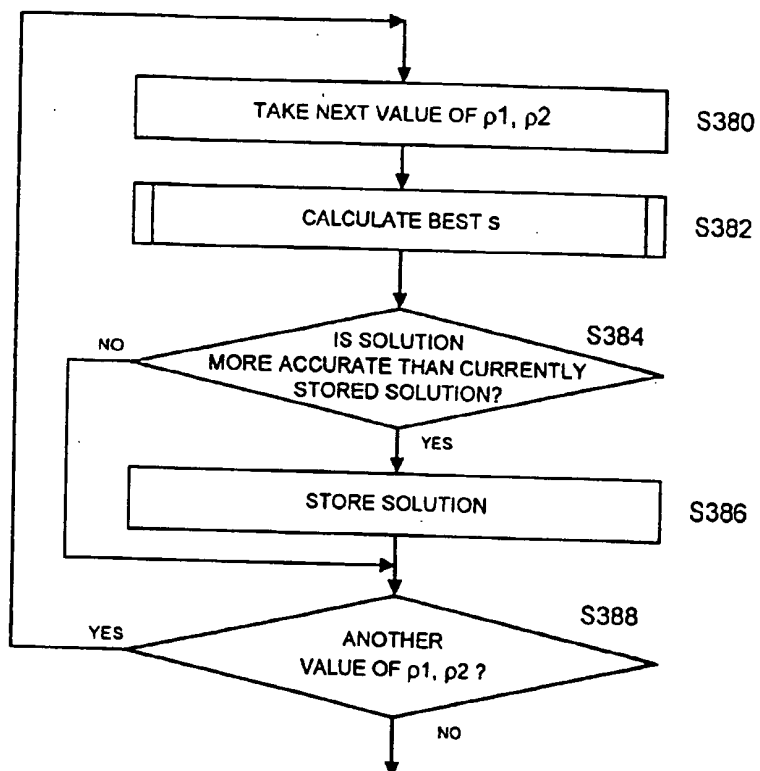 TAKE NEXT VALUE OF ρ1, ρ2
S380
CALCULATE BEST s
S382
S384
NO
IS SOLUTION
MORE ACCURATE THAN CURRENTLY
STORED SOLUTION?
YES
STORE SOLUTION
S386
S388
YES
ANOTHER
VALUE OF ρ1, ρ2 ?
NO